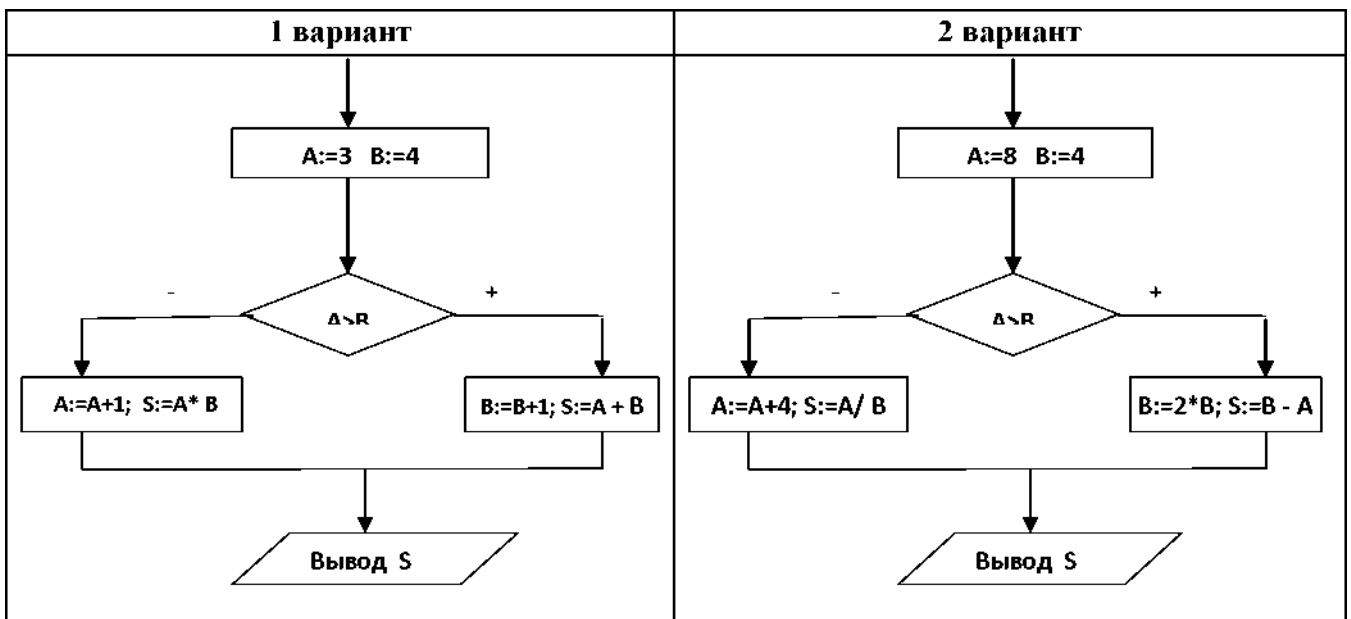 1 вариант
A:=3 B:=4
-
+
A>B
A:=A+1; S:=A* B
B:=B+1; S:=A + B
Вывод S
2 вариант
A:=8 B:=4
-
+
A>B
A:=A+4; S:=A/ B
B:=2*B; S:=B - A
Вывод S